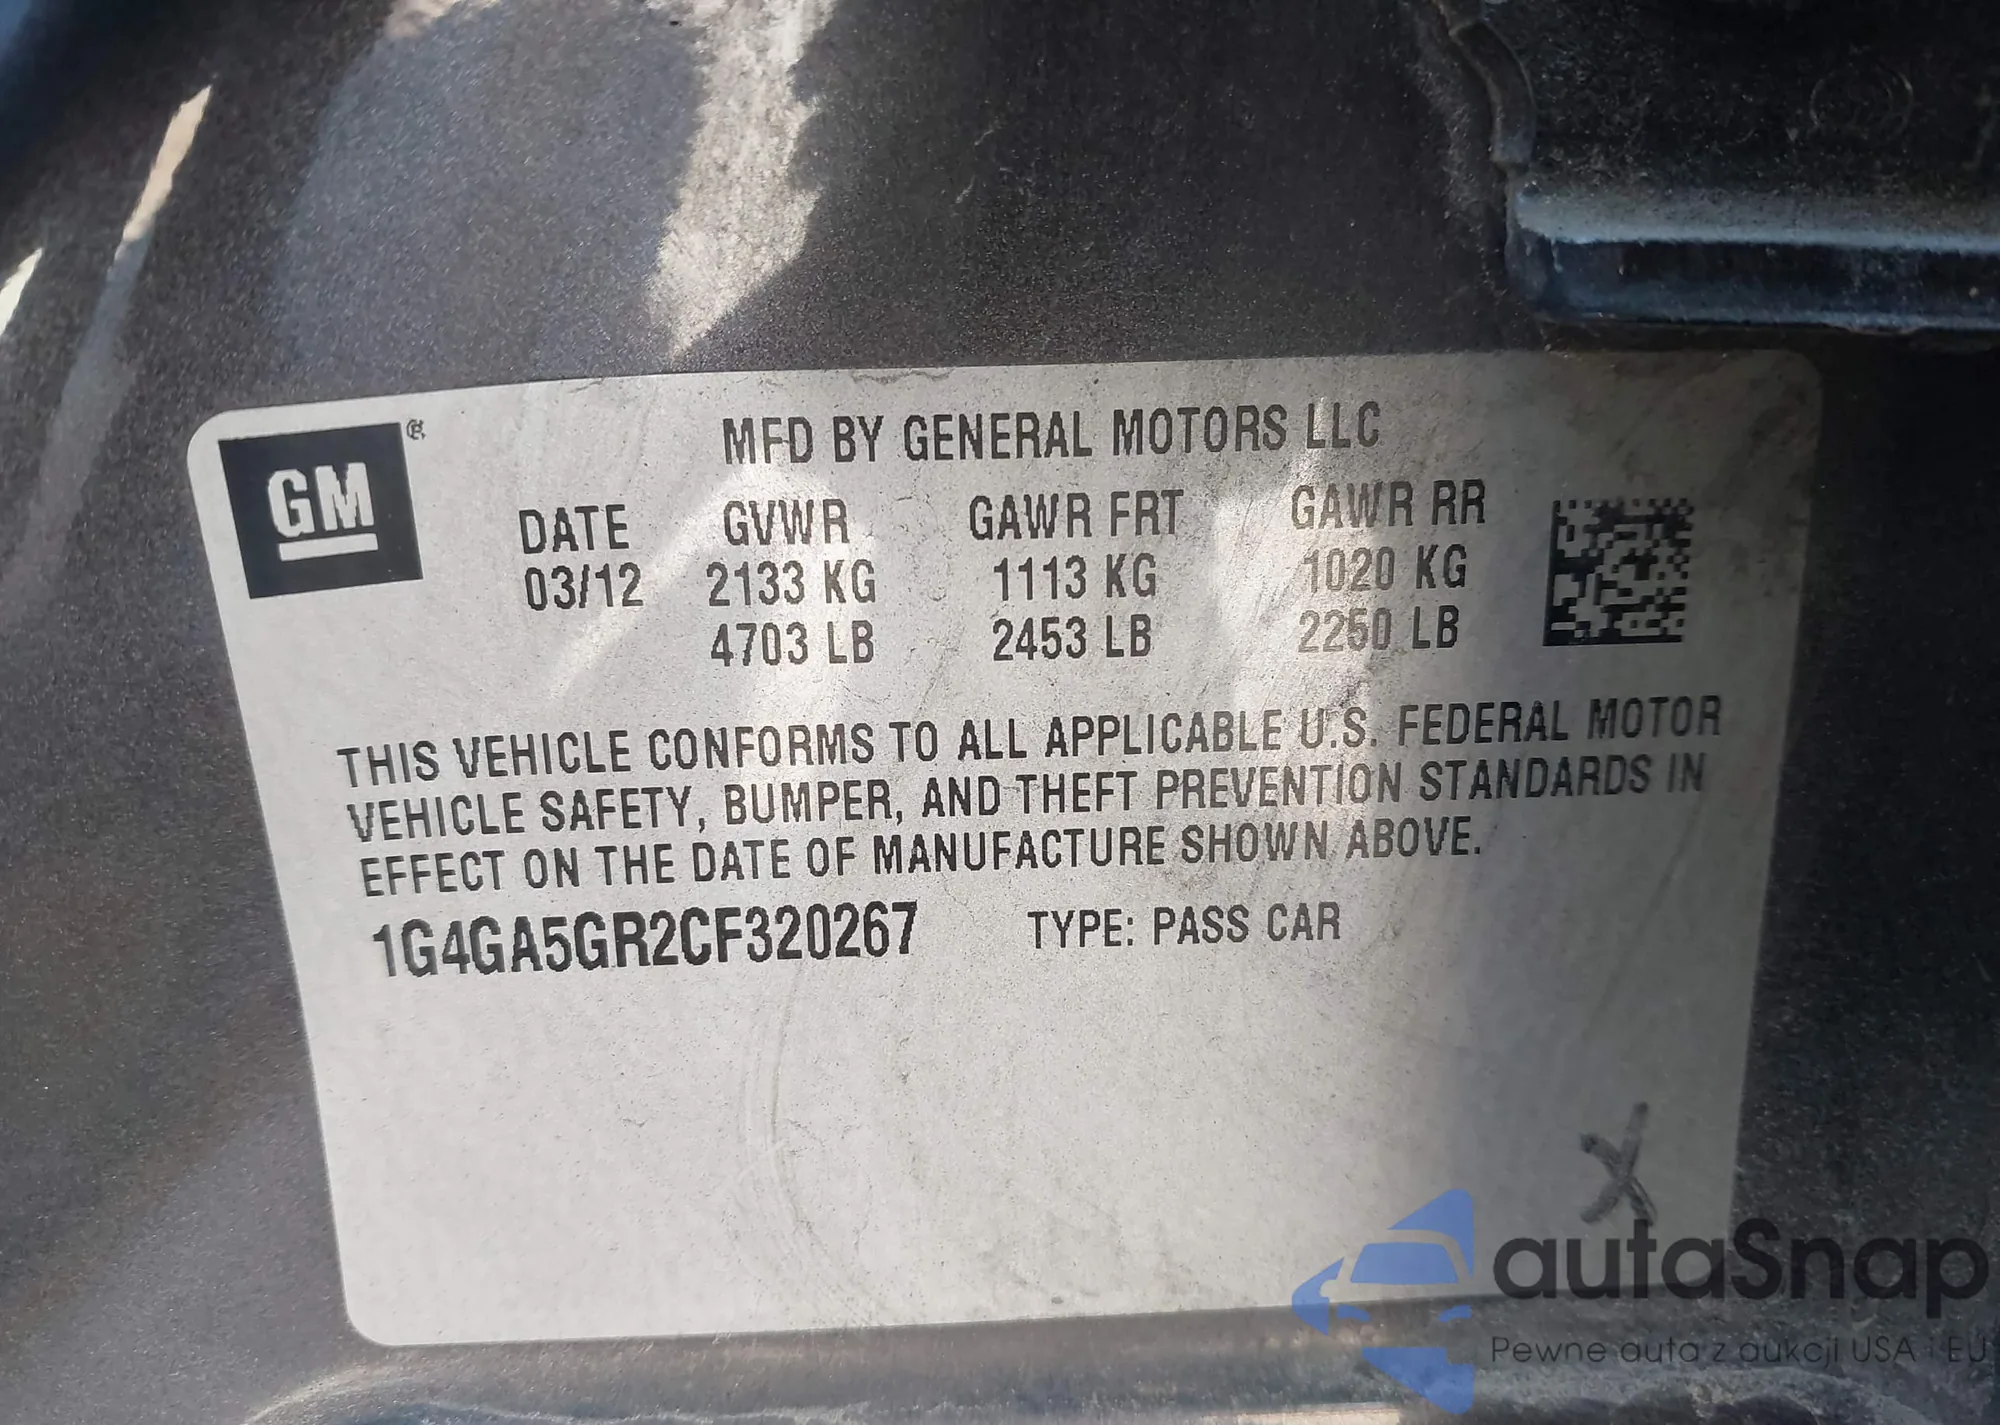 GM
MFD BY GENERAL MOTORS LLC
DATE GVWR GAWR FRT GAWR RR
03/12 2133 KG 1113 KG 1020 KG
4703 LB 2453 LB 2250 LB
THIS VEHICLE CONFORMS TO ALL APPLICABLE U.S. FEDERAL MOTOR
VEHICLE SAFETY, BUMPER, AND THEFT PREVENTION STANDARDS IN
EFFECT ON THE DATE OF MANUFACTURE SHOWN ABOVE.
1G4GA5GR2CF320267 TYPE: PASS CAR
X
autaSnap
Pewne auta z aukcji USA i EU